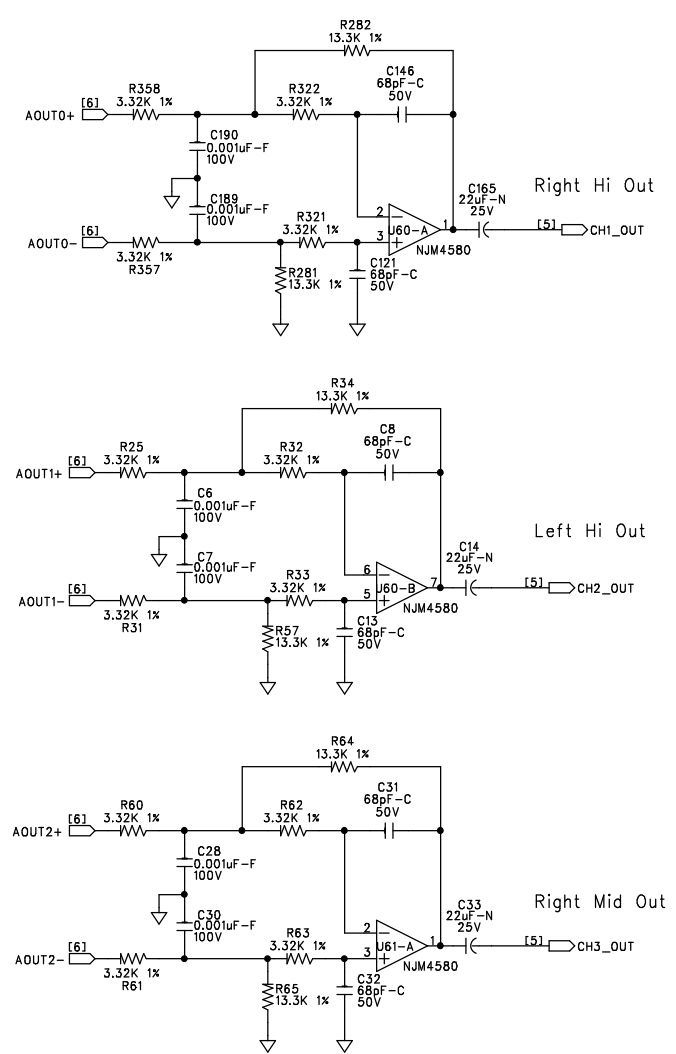 R282
13.3K 1%
C146
68pF-C
50V
R358
3.32K 1%
R322
3.32K 1%
[6]
AOUT0+
C190
0.001uF-F
100V
C189
0.001uF-F
100V
[6]
AOUT0-
3.32K 1%
R357
R321
3.32K 1%
R281
13.3K 1%
C121
68pF-C
50V
2
3
1
U60-A
NJM4580
C165
22uF-N
25V
Right Hi Out
[5]
CH1_OUT
R34
13.3K 1%
C8
68pF-C
50V
R25
3.32K 1%
R32
3.32K 1%
[6]
AOUT1+
C6
0.001uF-F
100V
C7
0.001uF-F
100V
[6]
AOUT1-
3.32K 1%
R31
R33
3.32K 1%
R57
13.3K 1%
C13
68pF-C
50V
6
5
7
U60-B
NJM4580
C14
22uF-N
25V
Left Hi Out
[5]
CH2_OUT
R64
13.3K 1%
C31
68pF-C
50V
R60
3.32K 1%
R62
3.32K 1%
[6]
AOUT2+
C28
0.001uF-F
100V
C30
0.001uF-F
100V
[6]
AOUT2-
3.32K 1%
R61
R63
3.32K 1%
R65
13.3K 1%
C32
68pF-C
50V
2
3
1
U61-A
NJM4580
C33
22uF-N
25V
Right Mid Out
[5]
CH3_OUT